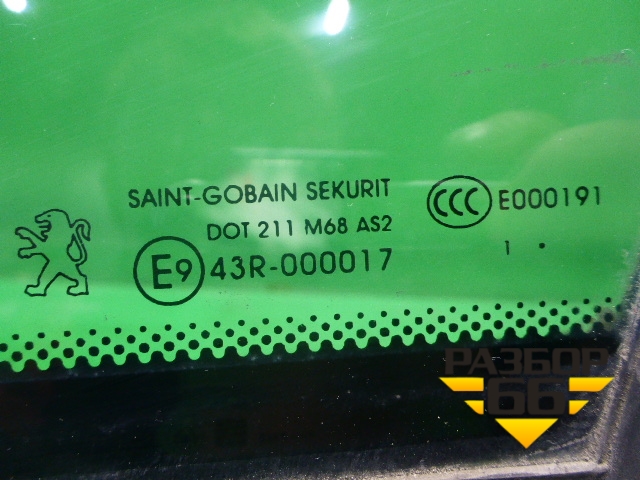 SAINT-GOBAIN SEKURIT
DOT 211 M68 AS2
E9 43R-000017
CCC E000191
1 •
РАЗБОР
66